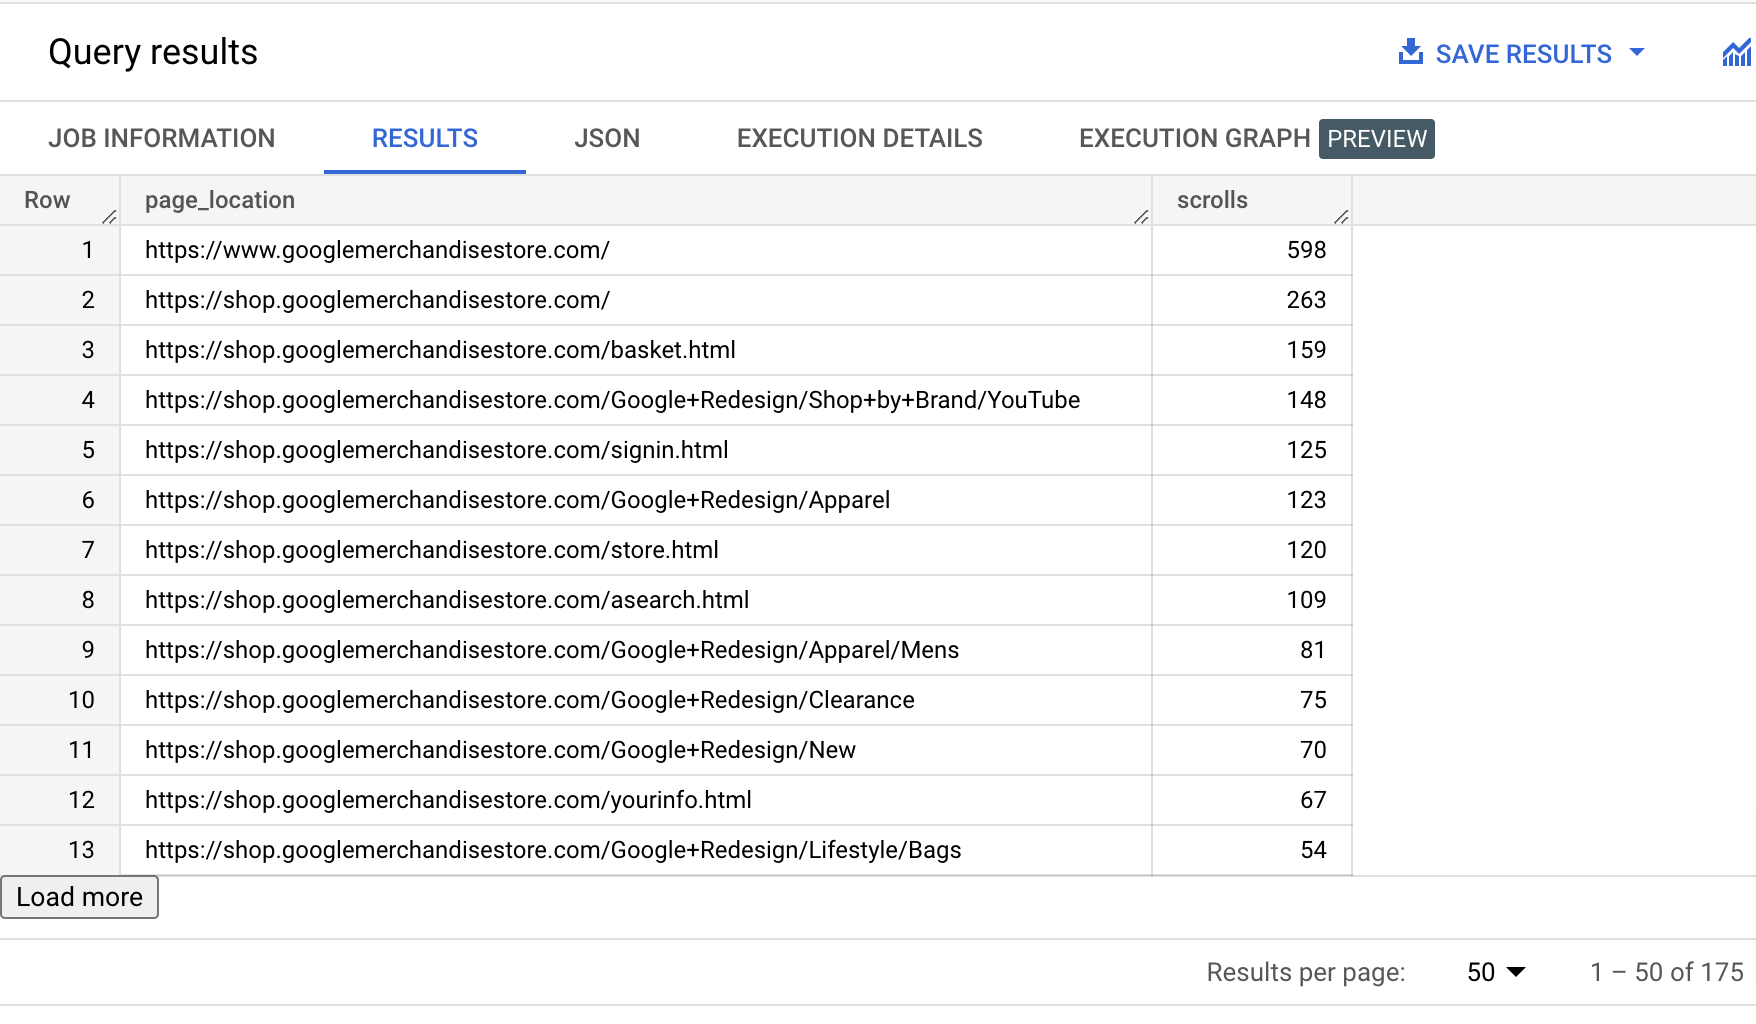 Query results
SAVE RESULTS
JOB INFORMATION RESULTS JSON EXECUTION DETAILS EXECUTION GRAPH PREVIEW
Row page_location scrolls
1 https://www.googlemerchandisestore.com/ 598
2 https://shop.googlemerchandisestore.com/ 263
3 https://shop.googlemerchandisestore.com/basket.html 159
4 https://shop.googlemerchandisestore.com/Google+Redesign/Shop+by+Brand/YouTube 148
5 https://shop.googlemerchandisestore.com/signin.html 125
6 https://shop.googlemerchandisestore.com/Google+Redesign/Apparel 123
7 https://shop.googlemerchandisestore.com/store.html 120
8 https://shop.googlemerchandisestore.com/asearch.html 109
9 https://shop.googlemerchandisestore.com/Google+Redesign/Apparel/Mens 81
10 https://shop.googlemerchandisestore.com/Google+Redesign/Clearance 75
11 https://shop.googlemerchandisestore.com/Google+Redesign/New 70
12 https://shop.googlemerchandisestore.com/yourinfo.html 67
13 https://shop.googlemerchandisestore.com/Google+Redesign/Lifestyle/Bags 54
Load more
Results per page: 50 1 – 50 of 175